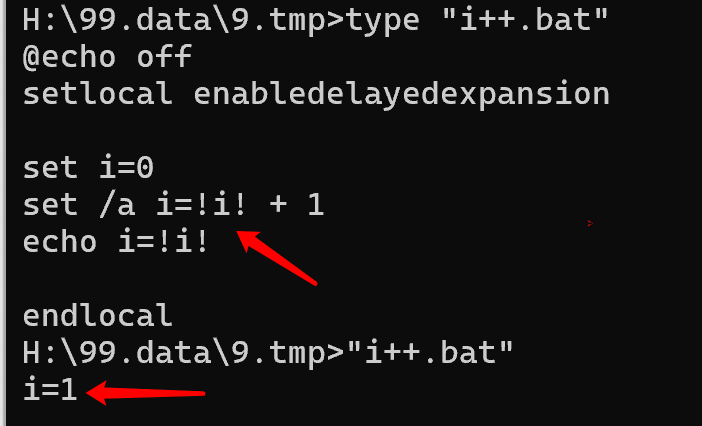 H:\99.data\9.tmp>type "i++.bat"
@echo off
setlocal enabledelayedexpansion
set i=0
set /a i=!i! + 1
echo i=!i!
endlocal
H:\99.data\9.tmp>"i++.bat"
i=1